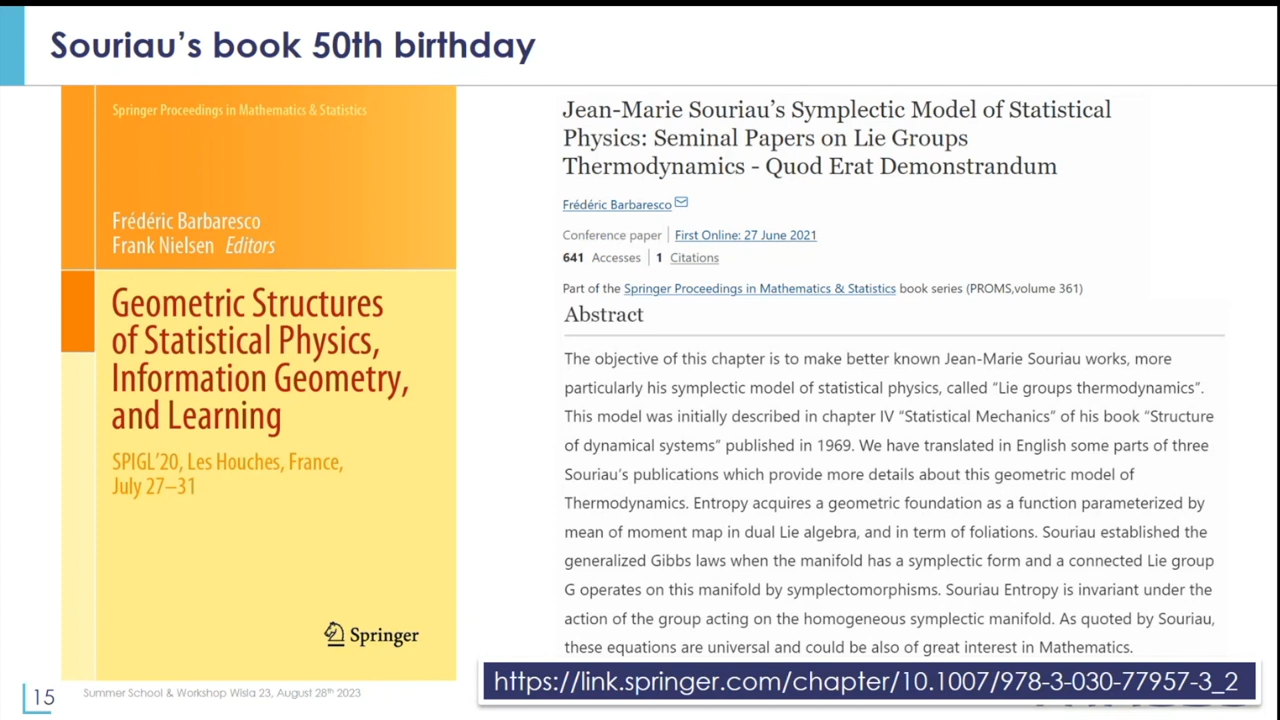 Souriau's book 50th birthday
Springer Proceedings in Mathematics & Statistics
Frédéric Barbaresco
Frank Nielsen Editors
Geometric Structures
of Statistical Physics,
Information Geometry,
and Learning
SPIGL'20, Les Houches, France,
July 27–31
Springer
Jean-Marie Souriau's Symplectic Model of Statistical
Physics: Seminal Papers on Lie Groups
Thermodynamics - Quod Erat Demonstrandum
Frédéric Barbaresco
Conference paper | First Online: 27 June 2021
641 Accesses | 1 Citations
Part of the Springer Proceedings in Mathematics & Statistics book series (PROMS,volume 361)
Abstract
The objective of this chapter is to make better known Jean-Marie Souriau works, more
particularly his symplectic model of statistical physics, called "Lie groups thermodynamics".
This model was initially described in chapter IV "Statistical Mechanics" of his book "Structure
of dynamical systems" published in 1969. We have translated in English some parts of three
Souriau's publications which provide more details about this geometric model of
Thermodynamics. Entropy acquires a geometric foundation as a function parameterized by
mean of moment map in dual Lie algebra, and in term of foliations. Souriau established the
generalized Gibbs laws when the manifold has a symplectic form and a connected Lie group
G operates on this manifold by symplectomorphisms. Souriau Entropy is invariant under the
action of the group acting on the homogeneous symplectic manifold. As quoted by Souriau,
these equations are universal and could be also of great interest in Mathematics.
https://link.springer.com/chapter/10.1007/978-3-030-77957-3_2
15 Summer School & Workshop Wisla 23, August 28th 2023